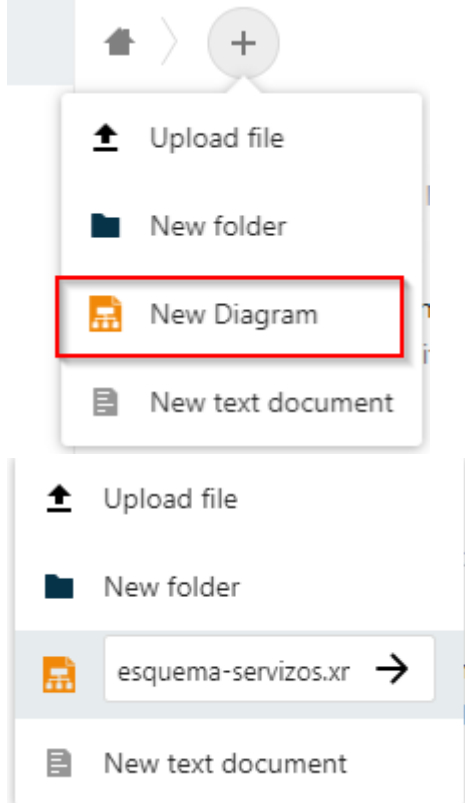 Upload file
New folder
New Diagram
New text document
Upload file
New folder
esquema-servizos.xr
New text document